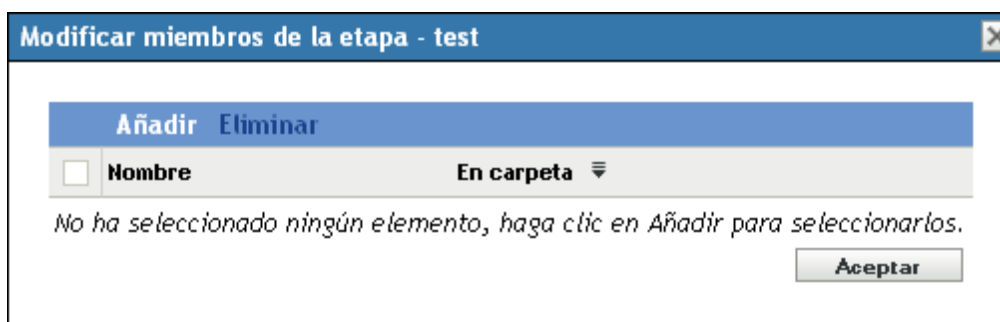 Modificar miembros de la etapa - test
Añadir Eliminar
Nombre En carpeta
No ha seleccionado ningún elemento, haga clic en Añadir para seleccionarlos.
Aceptar